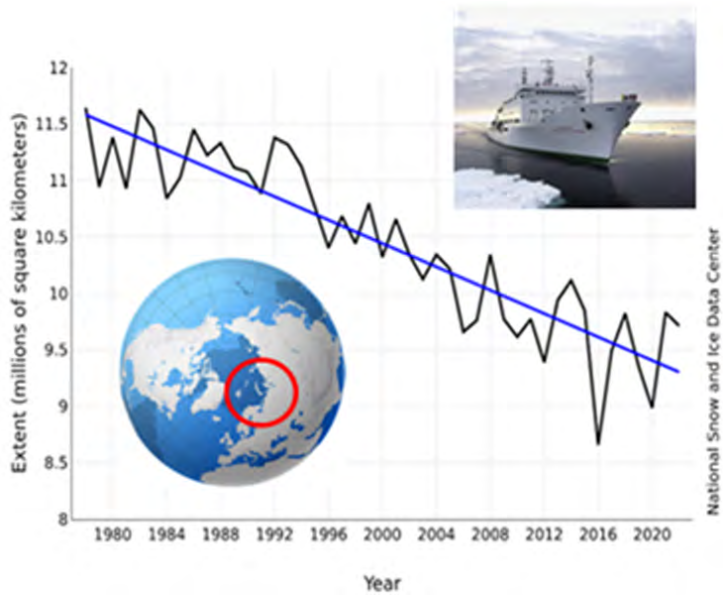 Extent (millions of square kilometers)
12
11.5
11
10.5
10
9.5
9
8.5
8
1980 1984 1988 1992 1996 2000 2004 2008 2012 2016 2020
Year
National Snow and Ice Data Center